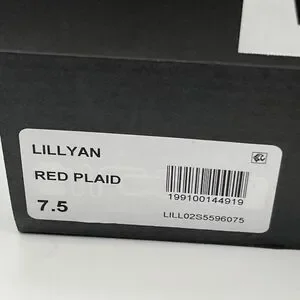 LILLYAN
RED PLAID
7.5
199100144919
LILL02S5596075